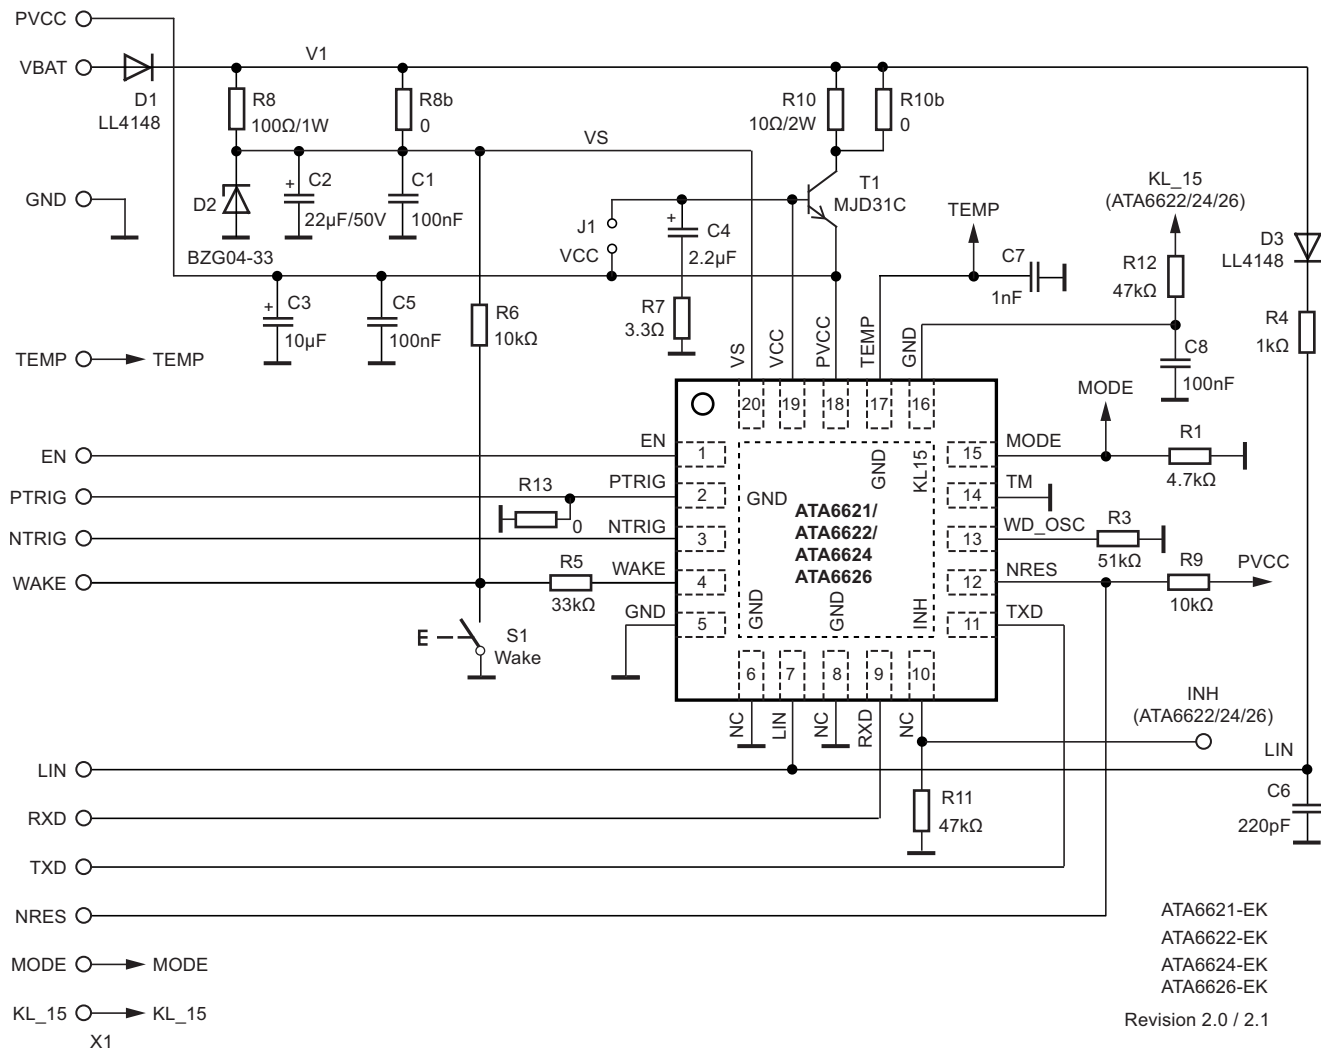 PVCC
VBAT
D1
LL4148
V1
R8
100Ω/1W
R8b
0
R10
10Ω/2W
R10b
0
VS
GND
D2
BZG04-33
+
C2
22µF/50V
C1
100nF
J1
VCC
+
C4
2.2µF
T1
MJD31C
TEMP
C7
1nF
KL_15
(ATA6622/24/26)
R12
47kΩ
D3
LL4148
+
C3
10µF
C5
100nF
R6
10kΩ
R7
3.3Ω
R4
1kΩ
C8
100nF
TEMP
TEMP
VS
VCC
PVCC
TEMP
GND
20
19
18
17
16
MODE
EN
EN
1
GND
KL15
15
MODE
R1
4.7kΩ
PTRIG
R13
0
PTRIG
2
GND
14
TM
NTRIG
NTRIG
3
ATA6621/
ATA6622/
ATA6624
ATA6626
13
WD_OSC
R3
51kΩ
WAKE
R5
33kΩ
WAKE
4
12
NRES
R9
10kΩ
PVCC
GND
5
GND
GND
INH
11
TXD
E
S1
Wake
6
7
8
9
10
NC
LIN
NC
RXD
NC
INH
(ATA6622/24/26)
LIN
LIN
R11
47kΩ
C6
220pF
RXD
TXD
NRES
MODE
MODE
KL_15
KL_15
X1
ATA6621-EK
ATA6622-EK
ATA6624-EK
ATA6626-EK
Revision 2.0 / 2.1